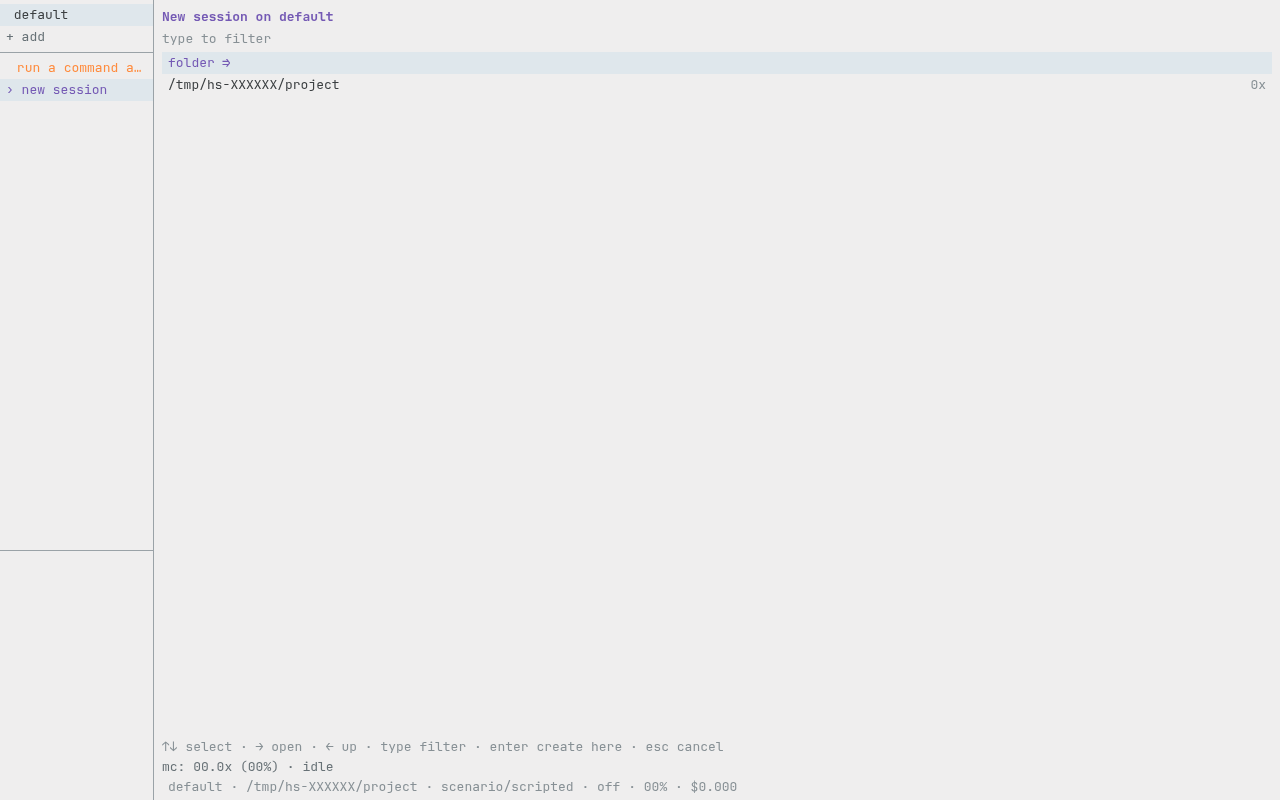 default
+ add
run a command a…
› new session
New session on default
type to filter
folder →
/tmp/hs-XXXXXX/project 0x
↑↓ select · → open · ← up · type filter · enter create here · esc cancel
mc: 00.0x (00%) · idle
default · /tmp/hs-XXXXXX/project · scenario/scripted · off · 00% · $0.000